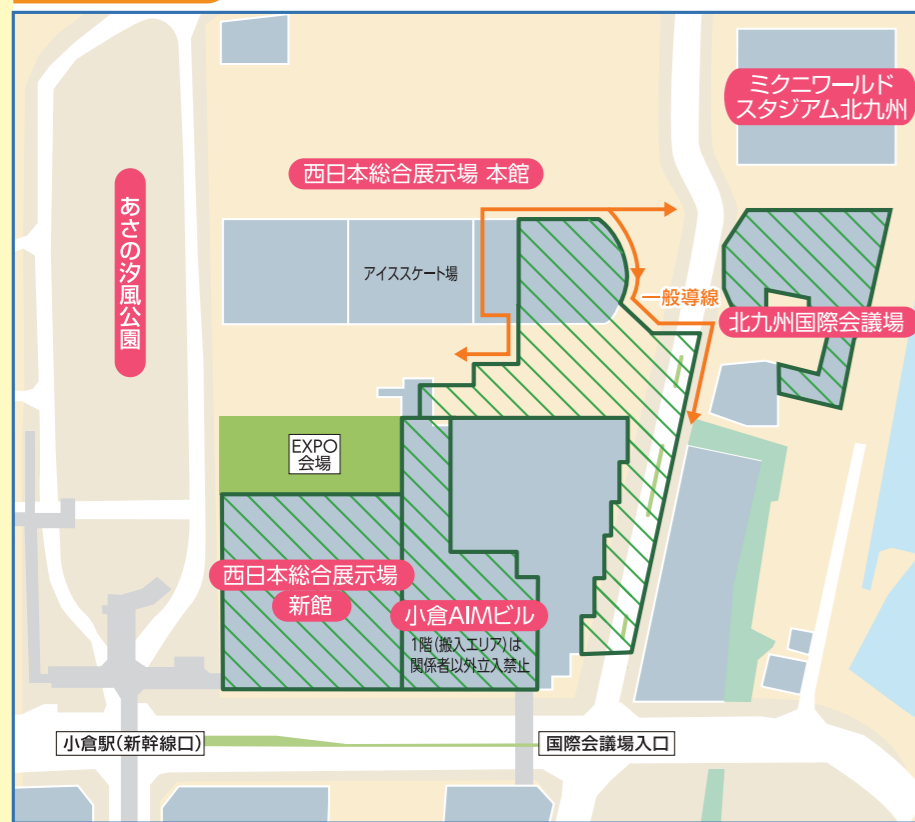 ミクニワールド
スタジアム北九州
西日本総合展示場 本館
あさの汐風公園
アイススケート場
一般導線
北九州国際会議場
EXPO
会場
西日本総合展示場
新館
小倉AIMビル
1階(搬入エリア)は
関係者以外立入禁止
小倉駅(新幹線口)
国際会議場入口